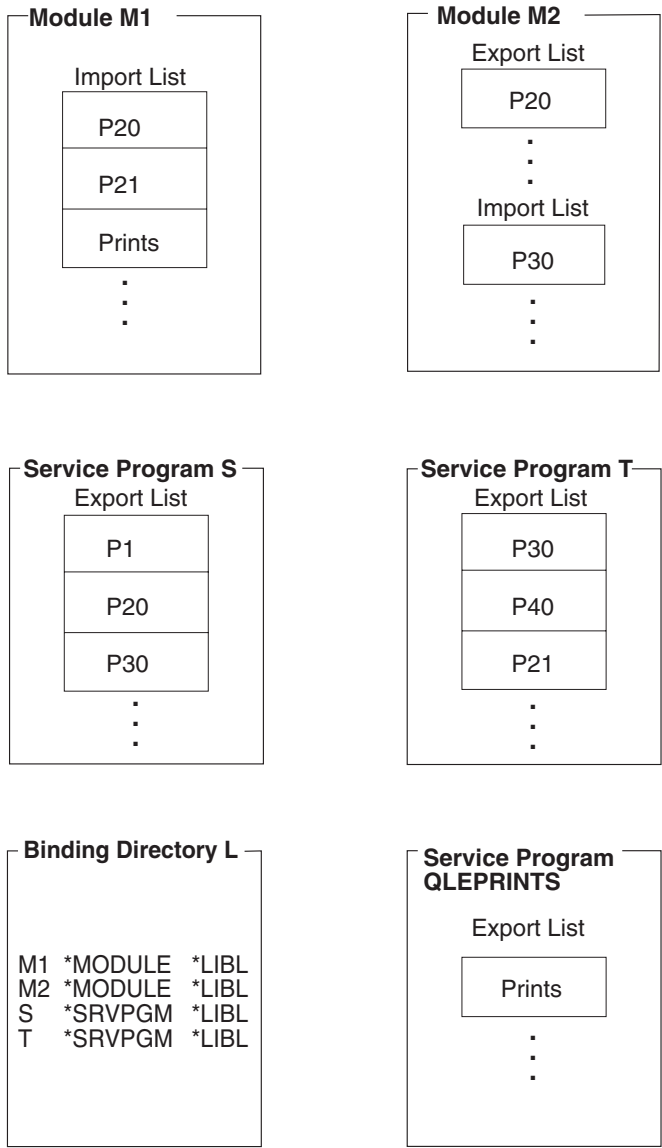 Module M1
Import List
P20
P21
Prints
Module M2
Export List
P20
Import List
P30
Service Program S
Export List
P1
P20
P30
Service Program T
Export List
P30
P40
P21
Binding Directory L
M1 *MODULE *LIBL
M2 *MODULE *LIBL
S *SRVPGM *LIBL
T *SRVPGM *LIBL
Service Program
QLEPRINTS
Export List
Prints